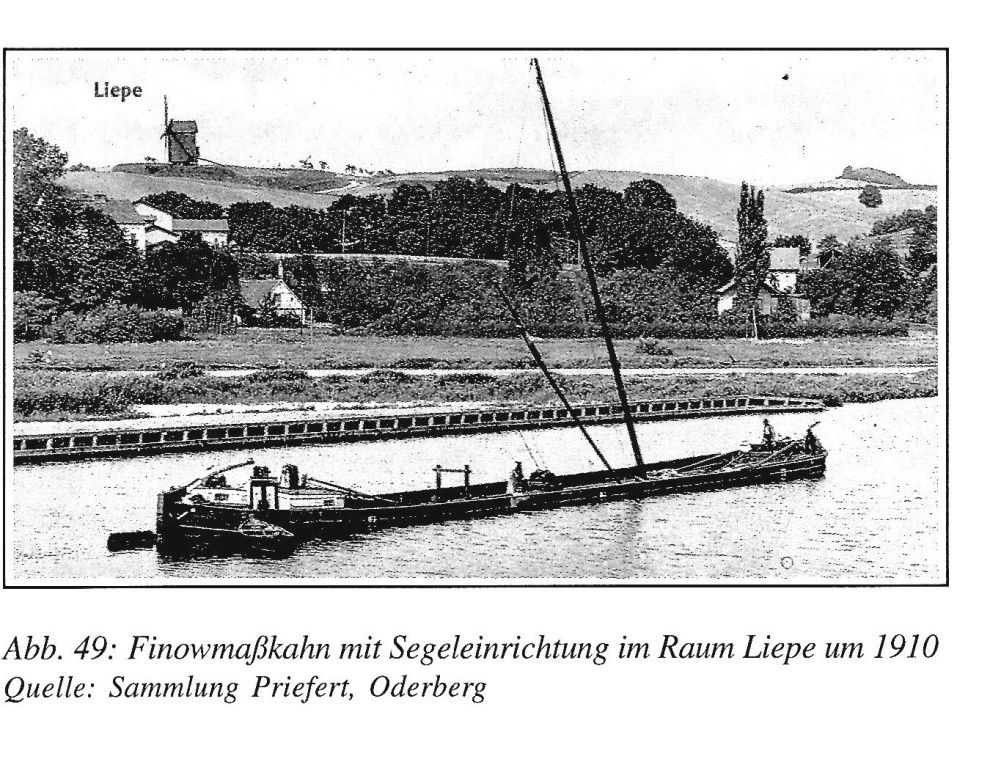 Liepe
Abb. 49: Finowmaßkahn mit Segeleinrichtung im Raum Liepe um 1910
Quelle: Sammlung Priefert, Oderberg